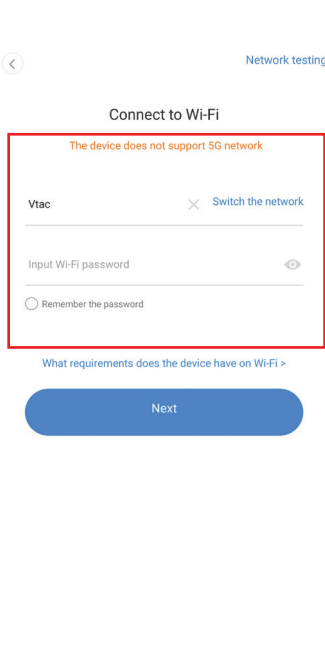 Network testing
Connect to Wi-Fi
The device does not support 5G network
Vtac
Switch the network
Input Wi-Fi password
Remember the password
What requirements does the device have on Wi-Fi >
Next